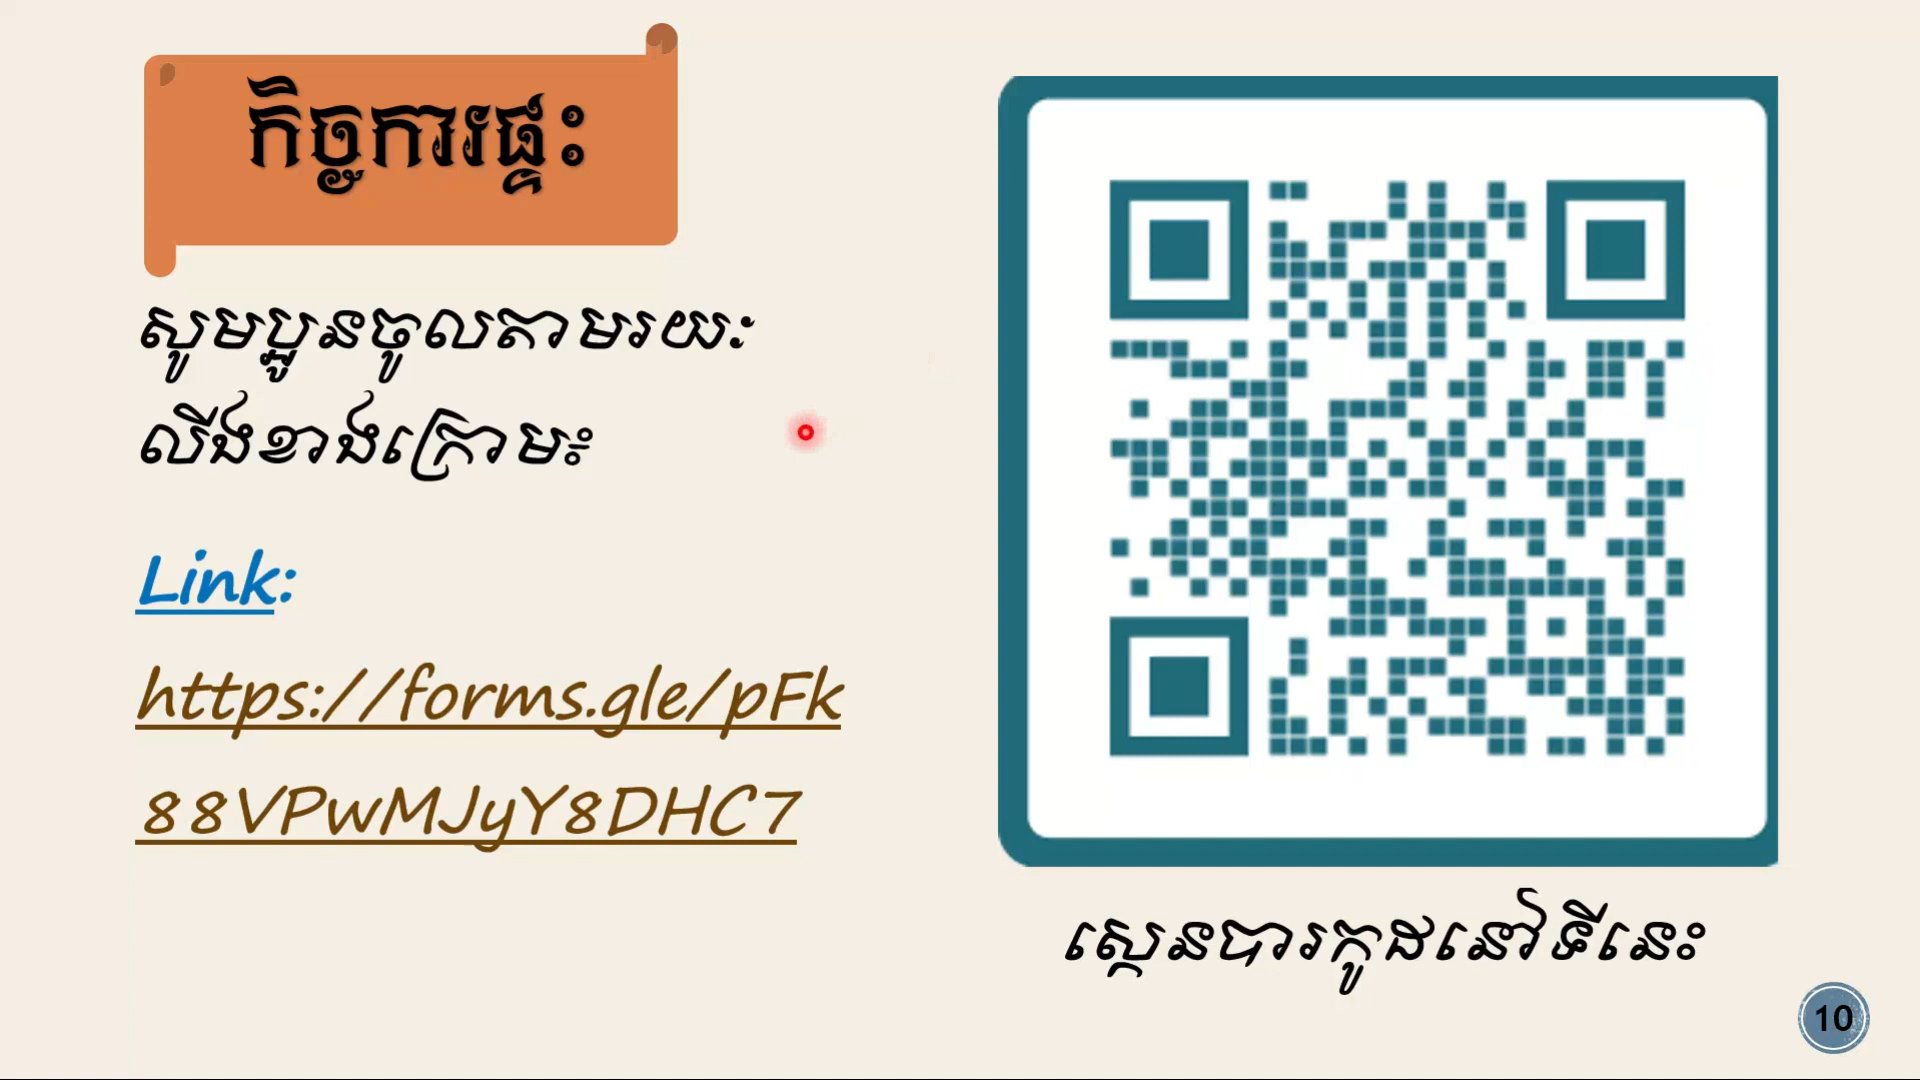 កិច្ចការផ្ទះ
សូមប្អូនចូលតាមរយៈ
លីងខាងក្រោម៖
Link:
https://forms.gle/pFk
88VPwMJyY8DHC7
ស្កេនបារកូដនៅទីនេះ
10